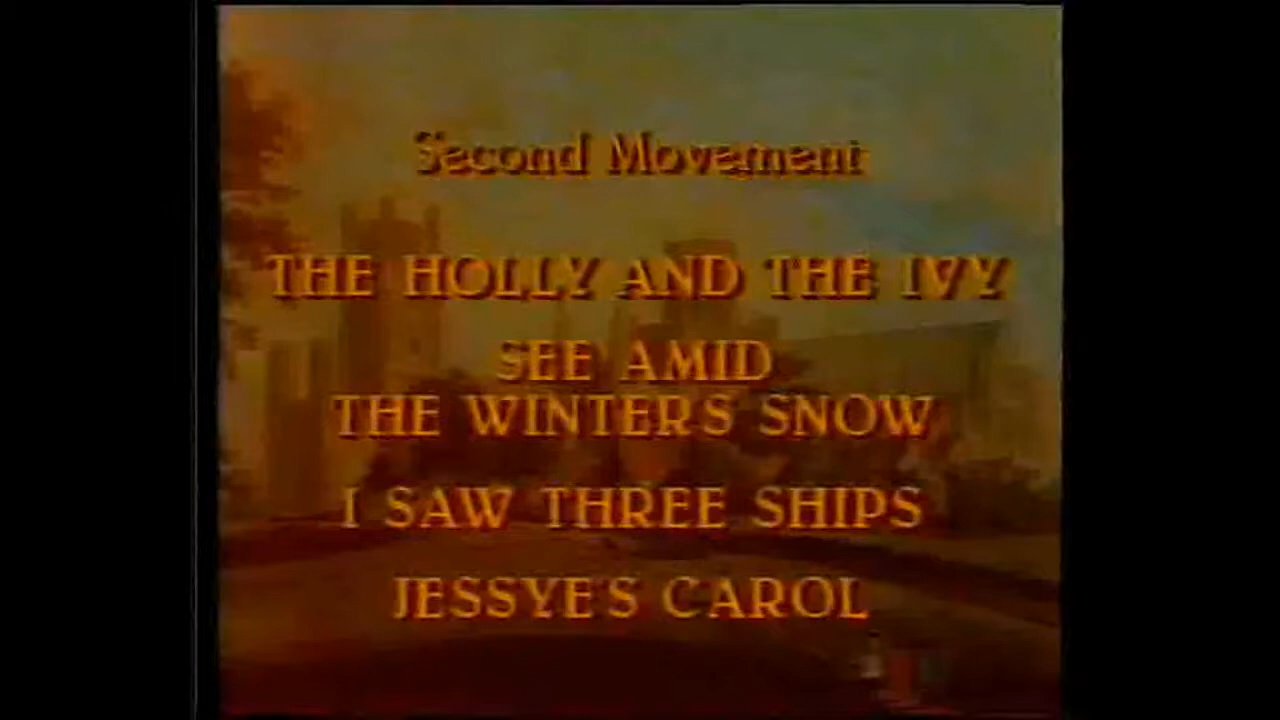 Second Movement
THE HOLLY AND THE IVY
SEE AMID
THE WINTERS SNOW
I SAW THREE SHIPS
JESSYE'S CAROL